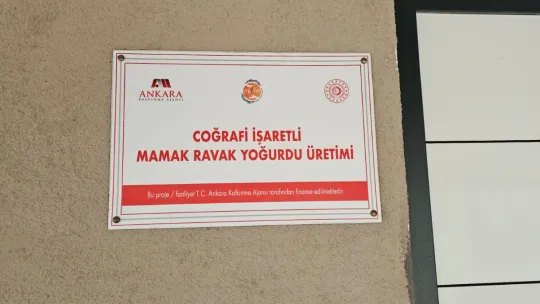 ANKARA
KALKINMA AJANSI
COĞRAFİ İŞARETLİ
MAMAK RAVAK YOĞURDU ÜRETİMİ
Bu proje / faaliyet T.C. Ankara Kalkınma Ajansı tarafından finanse edilmektedir.